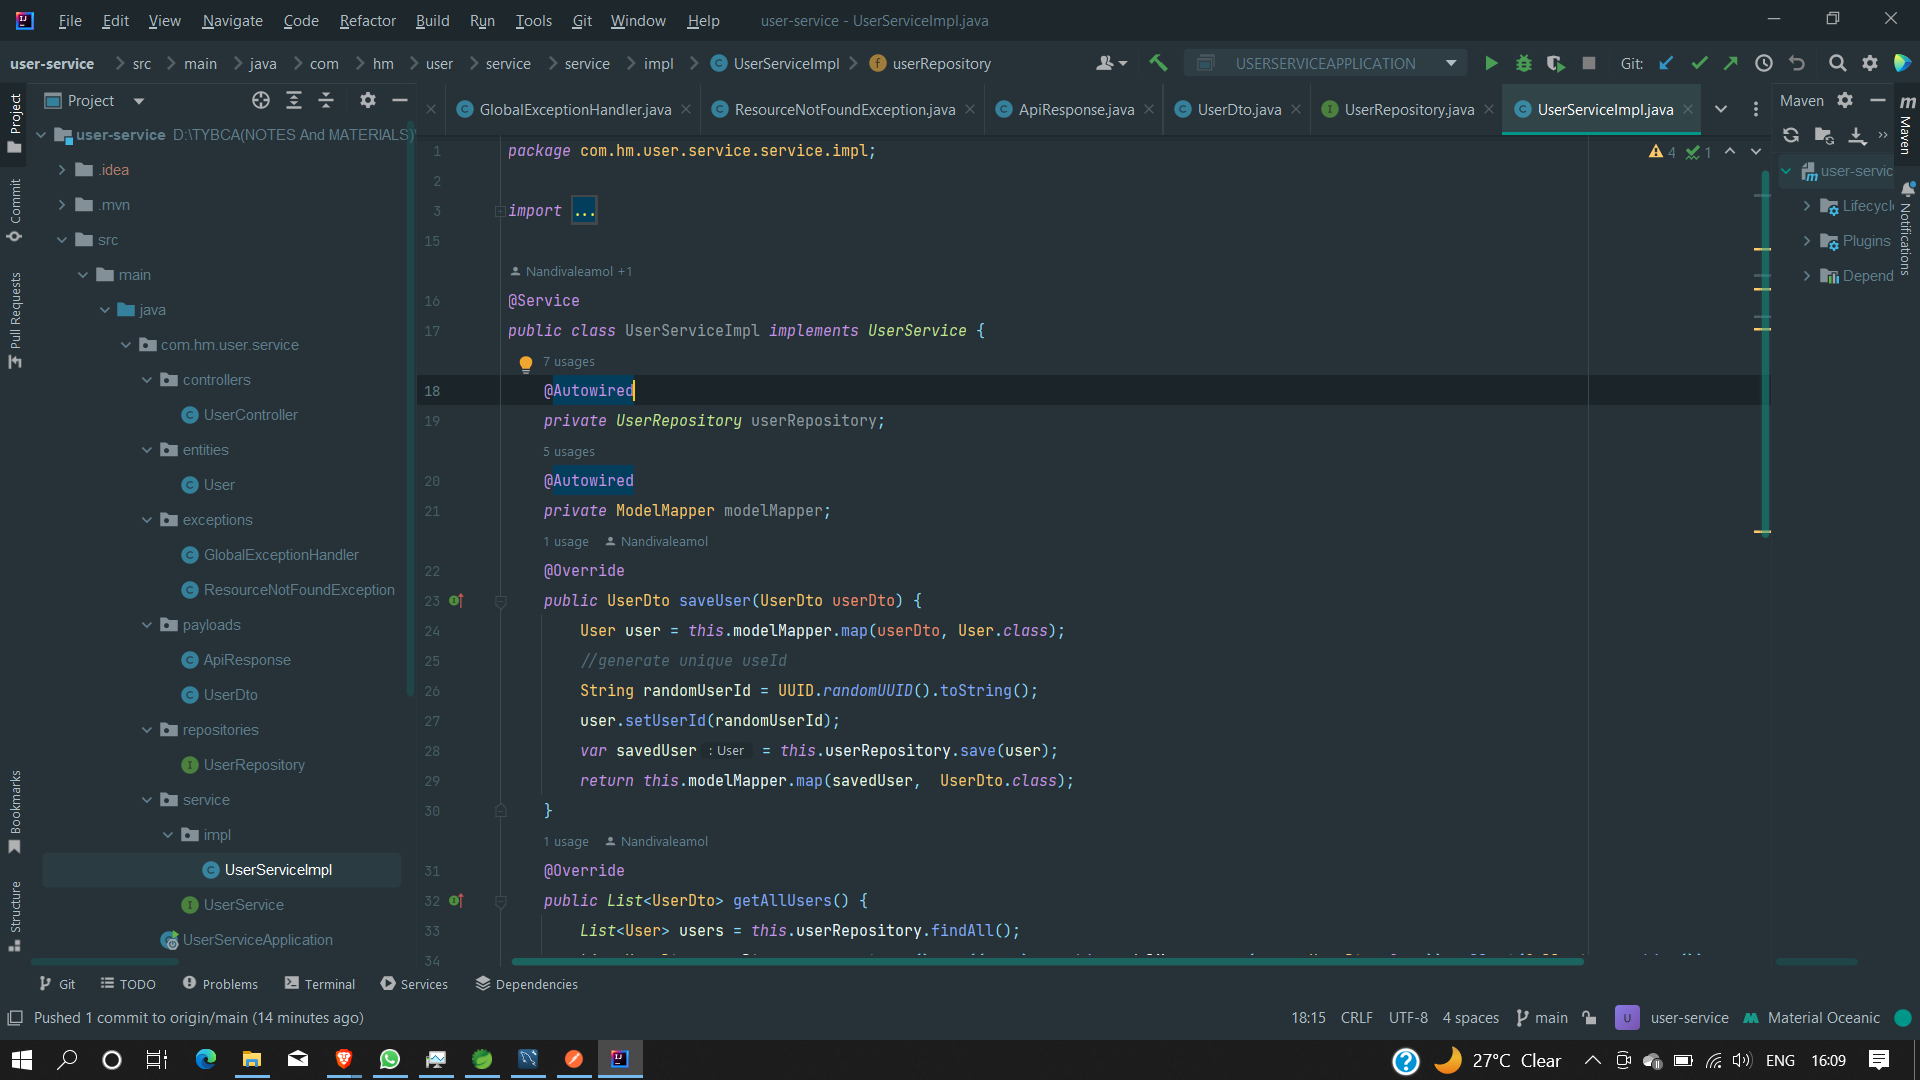 File Edit View Navigate Code Refactor Build Run Tools Git Window Help user-service - UserServiceImpl.java
user-service src main java com hm user service service impl UserServiceImpl userRepository USERSERVICEAPPLICATION Git:
Project
GlobalExceptionHandler.java ResourceNotFoundException.java ApiResponse.java UserDto.java UserRepository.java UserServiceImpl.java
Maven
Project
Commit
Pull Requests
Bookmarks
Structure
user-service D:\TYBCA(NOTES And MATERIALS)
.idea
.mvn
src
main
java
com.hm.user.service
controllers
UserController
entities
User
exceptions
GlobalExceptionHandler
ResourceNotFoundException
payloads
ApiResponse
UserDto
repositories
UserRepository
service
impl
UserServiceImpl
UserService
UserServiceApplication
4 1
1 package com.hm.user.service.service.impl;
2
3 import ...
15
Nandivaleamol +1
16 @Service
17 public class UserServiceImpl implements UserService {
7 usages
18 @Autowired
19 private UserRepository userRepository;
5 usages
20 @Autowired
21 private ModelMapper modelMapper;
1 usage Nandivaleamol
22 @Override
23 public UserDto saveUser(UserDto userDto) {
24 User user = this.modelMapper.map(userDto, User.class);
25 //generate unique useId
26 String randomUserId = UUID.randomUUID().toString();
27 user.setUserId(randomUserId);
28 var savedUser : User = this.userRepository.save(user);
29 return this.modelMapper.map(savedUser, UserDto.class);
30 }
1 usage Nandivaleamol
31 @Override
32 public List<UserDto> getAllUsers() {
33 List<User> users = this.userRepository.findAll();
34
user-servic
Lifecycl
Plugins
Depend
Maven
Notifications
Git TODO Problems Terminal Services Dependencies
Pushed 1 commit to origin/main (14 minutes ago)
18:15 CRLF UTF-8 4 spaces main U user-service Material Oceanic
27°C Clear ENG 16:09